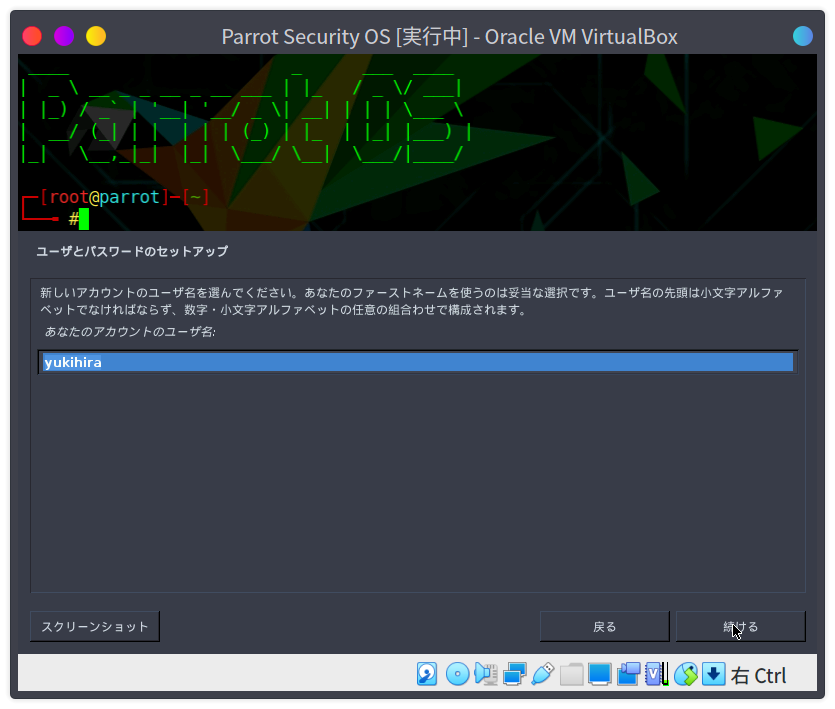 Parrot Security OS [実行中] - Oracle VM VirtualBox
Parrot OS
┌─[root@parrot]─[~]
└──╼ #
ユーザとパスワードのセットアップ
新しいアカウントのユーザ名を選んでください。あなたのファーストネームを使うのは妥当な選択です。ユーザ名の先頭は小文字アルファ
ベットでなければならず、数字・小文字アルファベットの任意の組合わせで構成されます。
あなたのアカウントのユーザ名:
yukihira
スクリーンショット
戻る
続ける
右 Ctrl